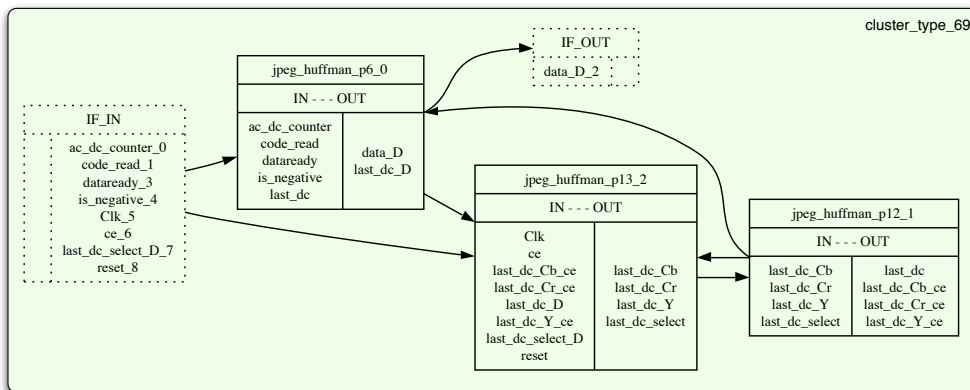 cluster_type_69
IF_OUT
data_D_2
jpeg_huffman_p6_0
IN - - - OUT
ac_dc_counter
code_read
dataready
is_negative
last_dc
data_D
last_dc_D
IF_IN
ac_dc_counter_0
code_read_1
dataready_3
is_negative_4
Clk_5
ce_6
last_dc_select_D_7
reset_8
jpeg_huffman_p13_2
IN - - - OUT
Clk
ce
last_dc_Cb_ce
last_dc_Cr_ce
last_dc_D
last_dc_Y_ce
last_dc_select_D
reset
last_dc_Cb
last_dc_Cr
last_dc_Y
last_dc_select
jpeg_huffman_p12_1
IN - - - OUT
last_dc_Cb
last_dc_Cr
last_dc_Y
last_dc_select
last_dc
last_dc_Cb_ce
last_dc_Cr_ce
last_dc_Y_ce